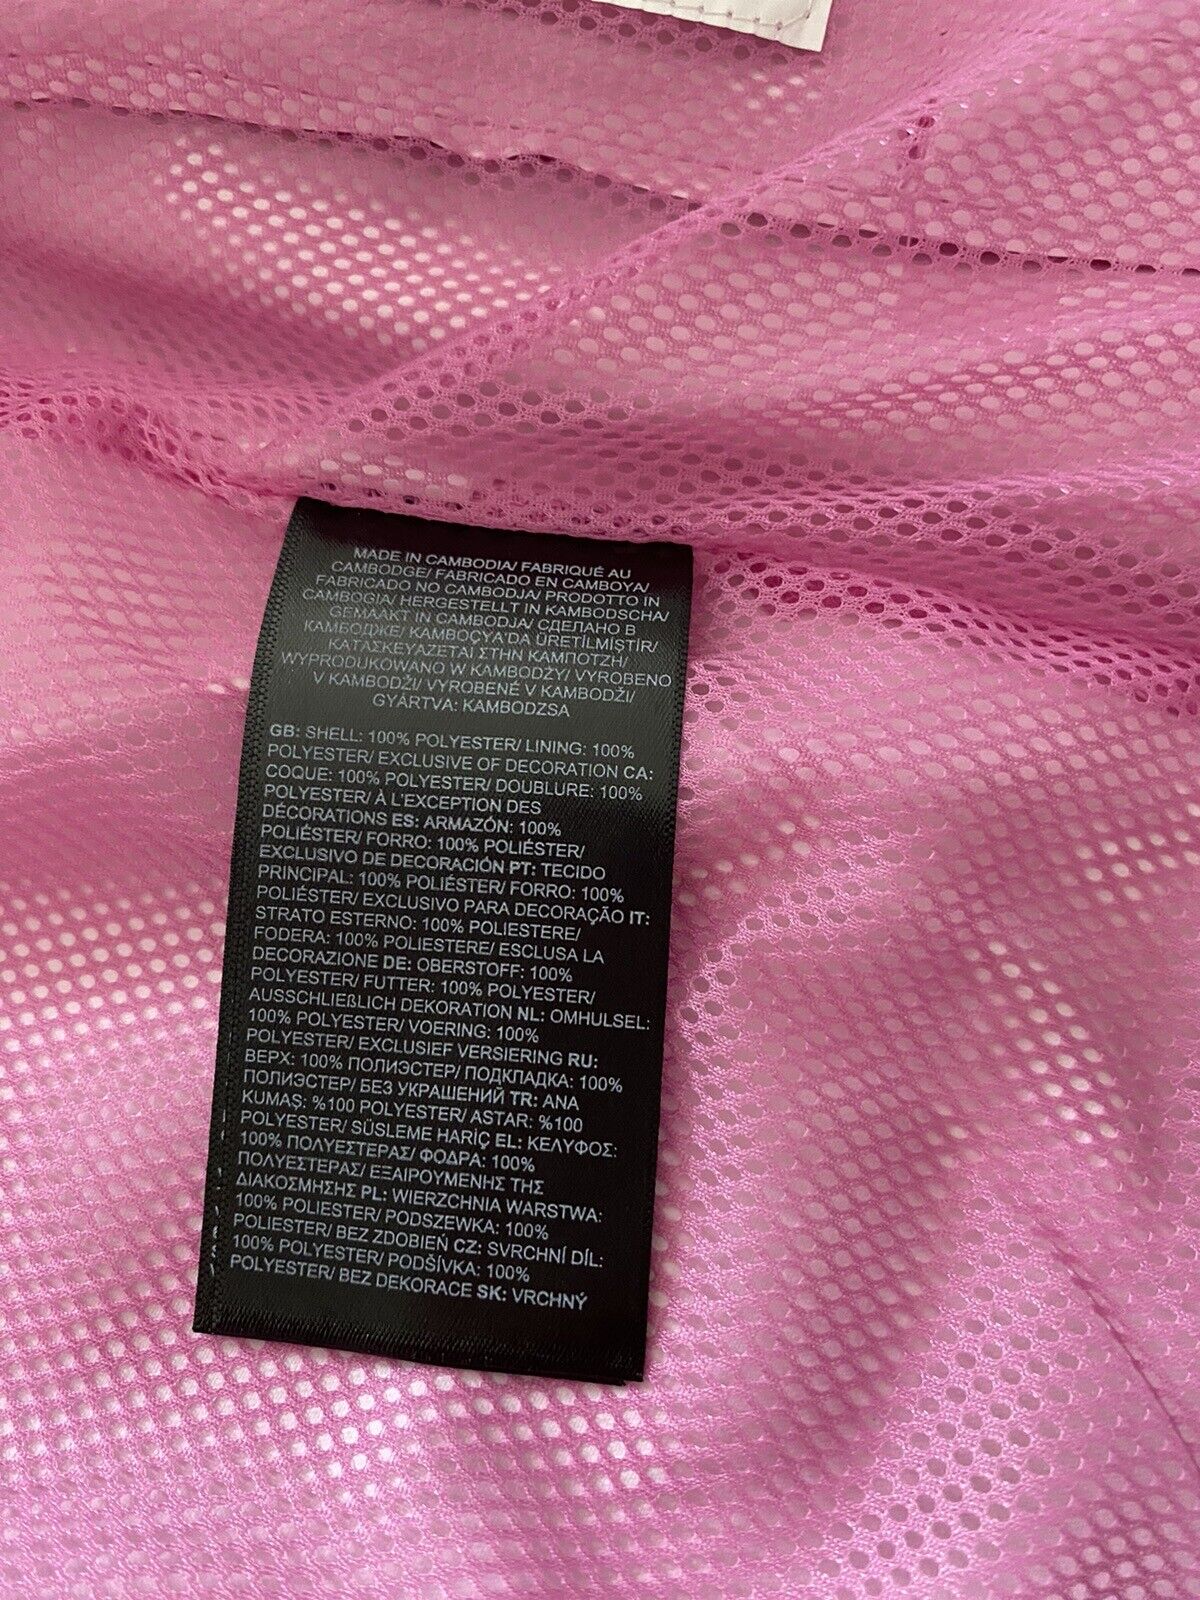 MADE IN CAMBODIA/ FABRIQUÉ AU
CAMBODGE/ FABRICADO EN CAMBOYA/
FABRICADO NO CAMBODJA/ PRODOTTO IN
CAMBOGIA/ HERGESTELLT IN KAMBODSCHA/
GEMAAKT IN CAMBODJA/ СДЕЛАНО В
КАМБОДЖЕ/ KAMBOÇYA'DA ÜRETİLMİŞTİR/
ΚΑΤΑΣΚΕΥΑΖΕΤΑΙ ΣΤΗΝ ΚΑΜΠΟΤΖΗ/
WYPRODUKOWANO W KAMBODŻY/ VYROBENO
V KAMBODŽI/ VYROBENÉ V KAMBODŽI/
GYÁRTVA: KAMBODZSA
GB: SHELL: 100% POLYESTER/ LINING: 100%
POLYESTER/ EXCLUSIVE OF DECORATION CA:
COQUE: 100% POLYESTER/ DOUBLURE: 100%
POLYESTER/ À L'EXCEPTION DES
DÉCORATIONS ES: ARMAZÓN: 100%
POLIÉSTER/ FORRO: 100% POLIÉSTER/
EXCLUSIVO DE DECORACIÓN PT: TECIDO
PRINCIPAL: 100% POLIÉSTER/ FORRO: 100%
POLIÉSTER/ EXCLUSIVO PARA DECORAÇÃO IT:
STRATO ESTERNO: 100% POLIESTERE/
FODERA: 100% POLIESTERE/ ESCLUSA LA
DECORAZIONE DE: OBERSTOFF: 100%
POLYESTER/ FUTTER: 100% POLYESTER/
AUSSCHLIEßLICH DEKORATION NL: OMHULSEL:
100% POLYESTER/ VOERING: 100%
POLYESTER/ EXCLUSIEF VERSIERING RU:
ВЕРХ: 100% ПОЛИЭСТЕР/ ПОДКЛАДКА: 100%
ПОЛИЭСТЕР/ БЕЗ УКРАШЕНИЙ TR: ANA
KUMAS: %100 POLYESTER/ ASTAR: %100
POLYESTER/ SÜSLEME HARİÇ EL: ΚΕΛΥΦΟΣ:
100% ΠΟΛΥΕΣΤΕΡΑΣ/ ΦΟΔΡΑ: 100%
ΠΟΛΥΕΣΤΕΡΑΣ/ ΕΞΑΙΡΟΥΜΕΝΗΣ ΤΗΣ
ΔΙΑΚΟΣΜΗΣΗΣ PL: WIERZCHNIA WARSTWA:
100% POLIESTER/ PODSZEWKA: 100%
POLIESTER/ BEZ ZDOBIEŃ CZ: SVRCHNÍ DÍL:
100% POLYESTER/ PODŠÍVKA: 100%
POLYESTER/ BEZ DEKORACE SK: VRCHNÝ